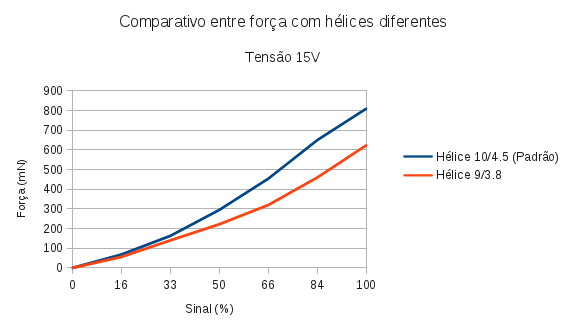 Comparativo entre força com hélices diferentes
Tensão 15V
900
800
700
600
500
400
300
200
100
0
Força (mN)
0 16 33 50 66 84 100
Sinal (%)
Hélice 10/4.5 (Padrão)
Hélice 9/3.8